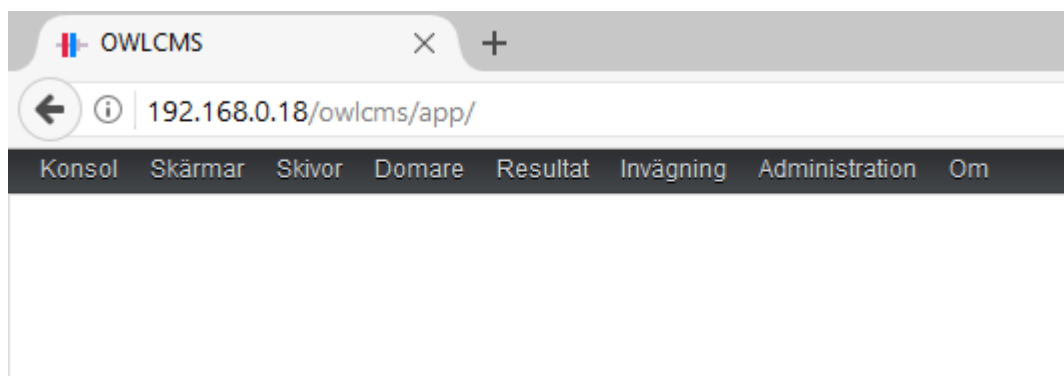 OWLCMS
192.168.0.18/owlcms/app/
Konsol Skärmar Skivor Domare Resultat Invägning Administration Om